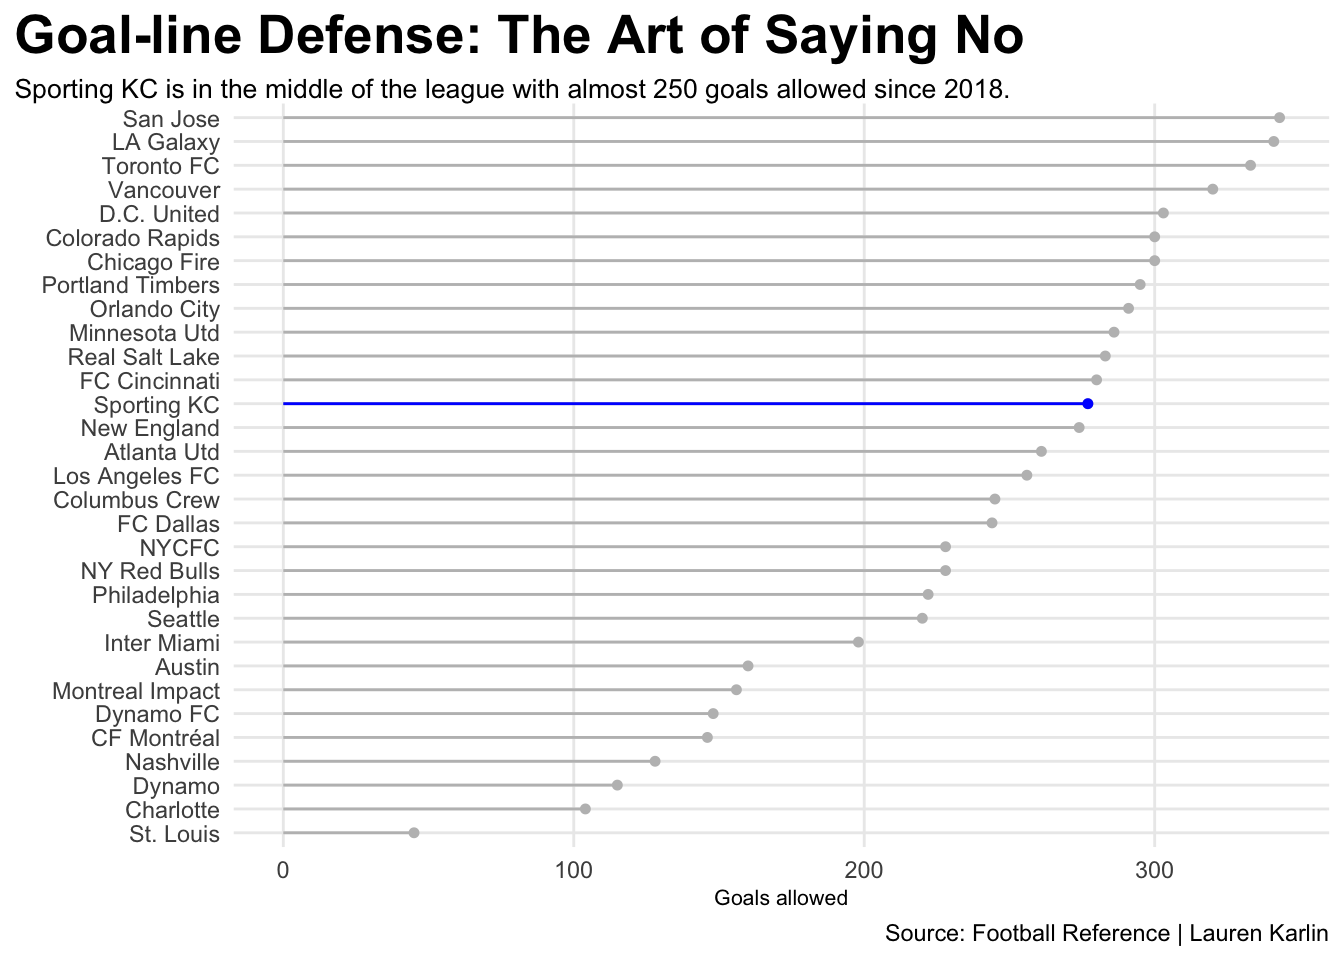 Goal-line Defense: The Art of Saying No
Sporting KC is in the middle of the league with almost 250 goals allowed since 2018.
San Jose
LA Galaxy
Toronto FC
Vancouver
D.C. United
Colorado Rapids
Chicago Fire
Portland Timbers
Orlando City
Minnesota Utd
Real Salt Lake
FC Cincinnati
Sporting KC
New England
Atlanta Utd
Los Angeles FC
Columbus Crew
FC Dallas
NYCFC
NY Red Bulls
Philadelphia
Seattle
Inter Miami
Austin
Montreal Impact
Dynamo FC
CF Montréal
Nashville
Dynamo
Charlotte
St. Louis
0 100 200 300
Goals allowed
Source: Football Reference | Lauren Karlin